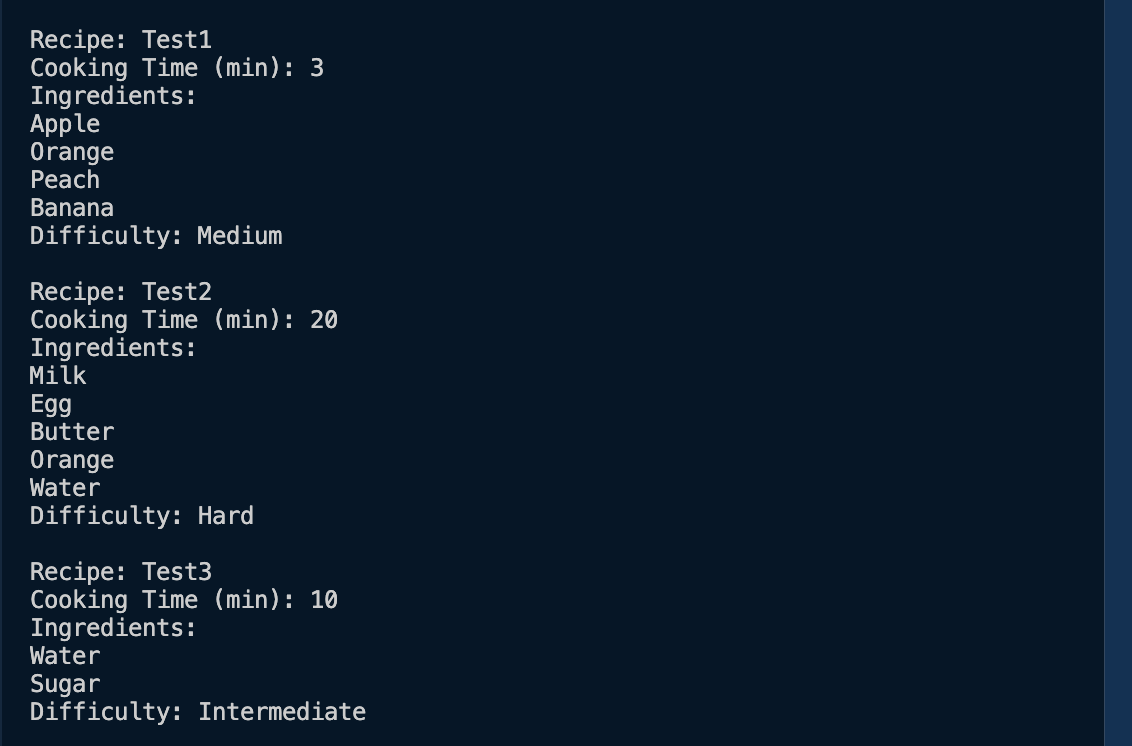 Recipe: Test1
Cooking Time (min): 3
Ingredients:
Apple
Orange
Peach
Banana
Difficulty: Medium

Recipe: Test2
Cooking Time (min): 20
Ingredients:
Milk
Egg
Butter
Orange
Water
Difficulty: Hard

Recipe: Test3
Cooking Time (min): 10
Ingredients:
Water
Sugar
Difficulty: Intermediate